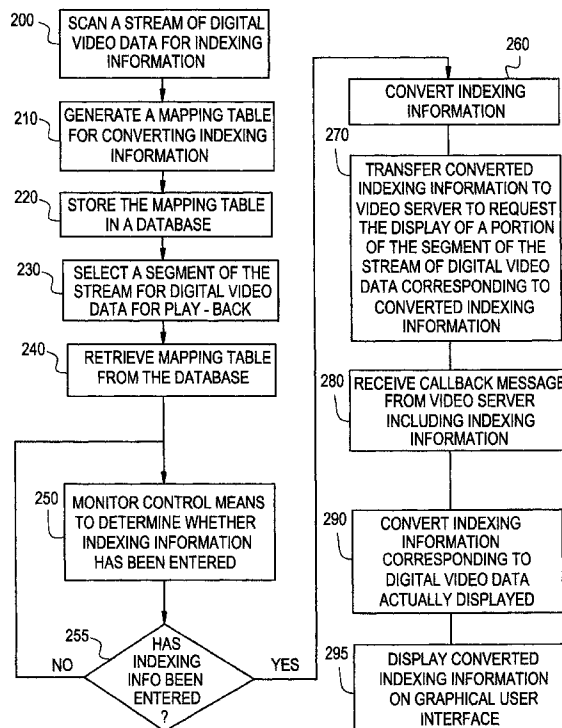 200
SCAN A STREAM OF DIGITAL
VIDEO DATA FOR INDEXING
INFORMATION
210
GENERATE A MAPPING TABLE
FOR CONVERTING INDEXING
INFORMATION
220
STORE THE MAPPING TABLE
IN A DATABASE
230
SELECT A SEGMENT OF THE
STREAM FOR DIGITAL VIDEO
DATA FOR PLAY - BACK
240
RETRIEVE MAPPING TABLE
FROM THE DATABASE
250
MONITOR CONTROL MEANS
TO DETERMINE WHETHER
INDEXING INFORMATION
HAS BEEN ENTERED
255
HAS
INDEXING
INFO BEEN
ENTERED
?
NO
YES
260
CONVERT INDEXING
INFORMATION
270
TRANSFER CONVERTED
INDEXING INFORMATION TO
VIDEO SERVER TO REQUEST
THE DISPLAY OF A PORTION
OF THE SEGMENT OF THE
STREAM OF DIGITAL VIDEO
DATA CORRESPONDING TO
CONVERTED INDEXING
INFORMATION
280
RECEIVE CALLBACK MESSAGE
FROM VIDEO SERVER
INCLUDING INDEXING
INFORMATION
290
CONVERT INDEXING
INFORMATION
CORRESPONDING TO
DIGITAL VIDEO DATA
ACTUALLY DISPLAYED
295
DISPLAY CONVERTED
INDEXING INFORMATION
ON GRAPHICAL USER
INTERFACE